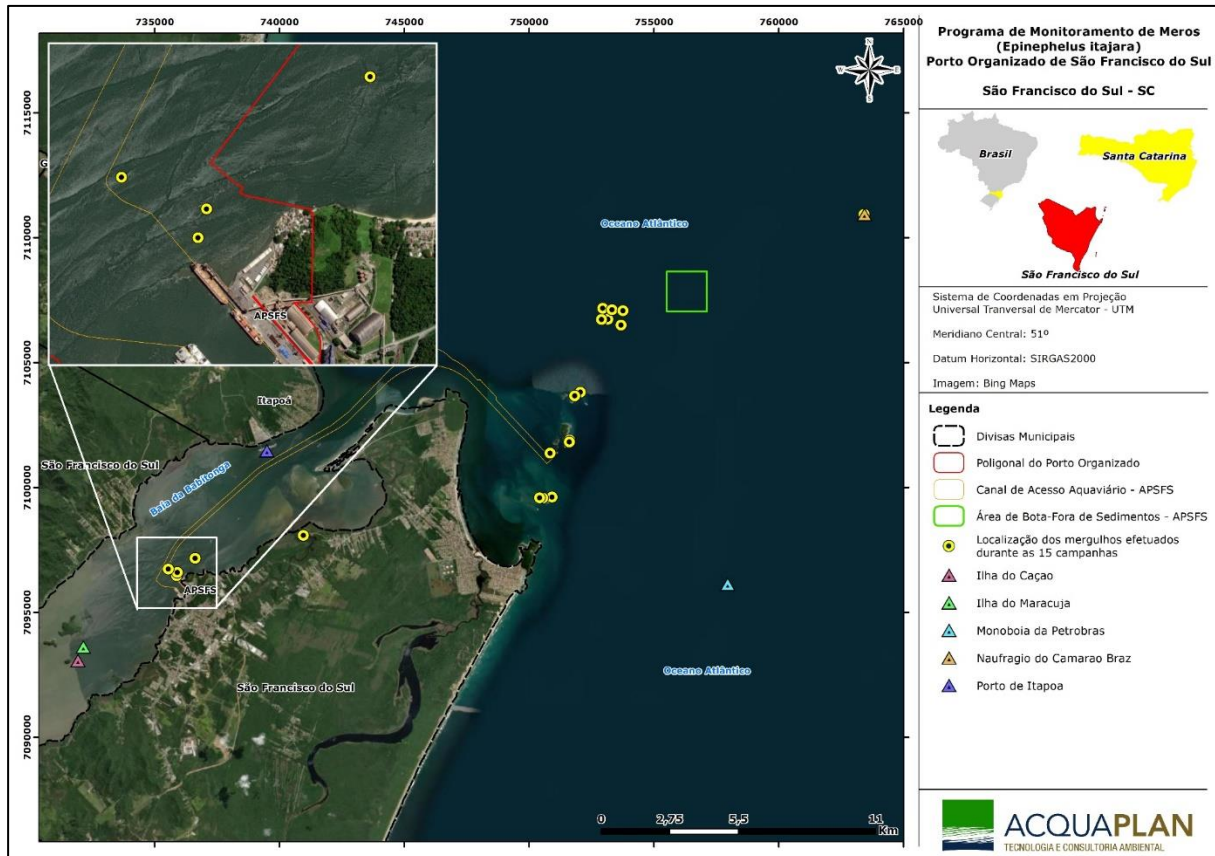 735000
740000
745000
750000
755000
760000
765000
7115000
7110000
7105000
7100000
7095000
7090000
N
W
E
S
Oceano Atlântico
APSFS
Itapoá
São Francisco do Sul
Baía da Babitonga
APSFS
São Francisco do Sul
Oceano Atlântico
0
2,75
5,5
11
Km
Programa de Monitoramento de Meros
(Epinephelus itajara)
Porto Organizado de São Francisco do Sul
São Francisco do Sul - SC
Brasil
Santa Catarina
São Francisco do Sul
Sistema de Coordenadas em Projeção
Universal Tranversal de Mercator - UTM
Meridiano Central: 51º
Datum Horizontal: SIRGAS2000
Imagem: Bing Maps
Legenda
Divisas Municipais
Poligonal do Porto Organizado
Canal de Acesso Aquaviário - APSFS
Área de Bota-Fora de Sedimentos - APSFS
Localização dos mergulhos efetuados
durante as 15 campanhas
Ilha do Caçao
Ilha do Maracuja
Monoboia da Petrobras
Naufragio do Camarao Braz
Porto de Itapoa
ACQUAPLAN
TECNOLOGIA E CONSULTORIA AMBIENTAL